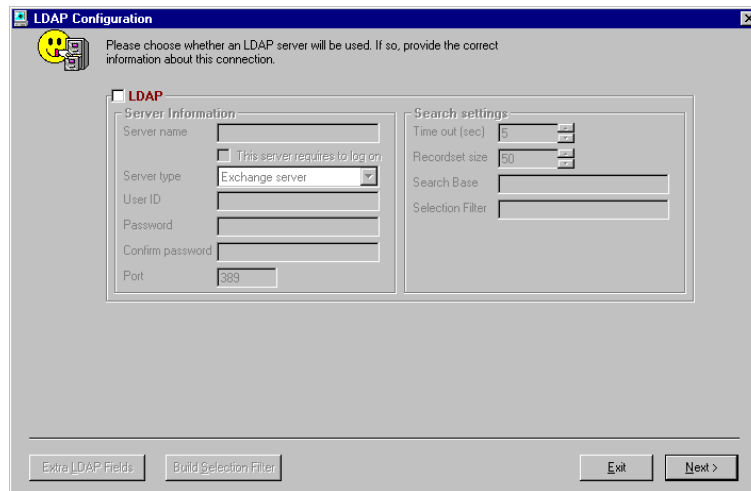 LDAP Configuration
Please choose whether an LDAP server will be used. If so, provide the correct
information about this connection.
LDAP
Server Information
Server name
This server requires to log on
Server type
Exchange server
User ID
Password
Confirm password
Port
389
Search settings
Time out (sec)
5
Recordset size
50
Search Base
Selection Filter
Extra LDAP Fields
Build Selection Filter
Exit
Next >